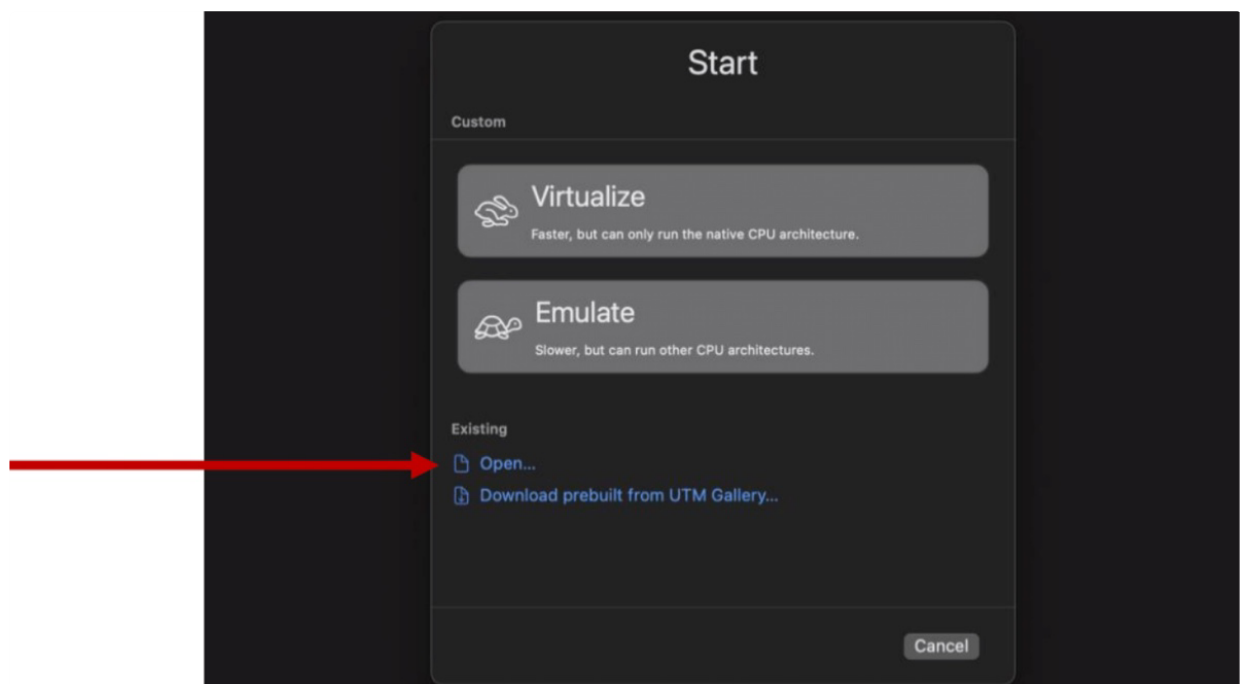 Start
Custom
Virtualize
Faster, but can only run the native CPU architecture.
Emulate
Slower, but can run other CPU architectures.
Existing
Open...
Download prebuilt from UTM Gallery...
Cancel